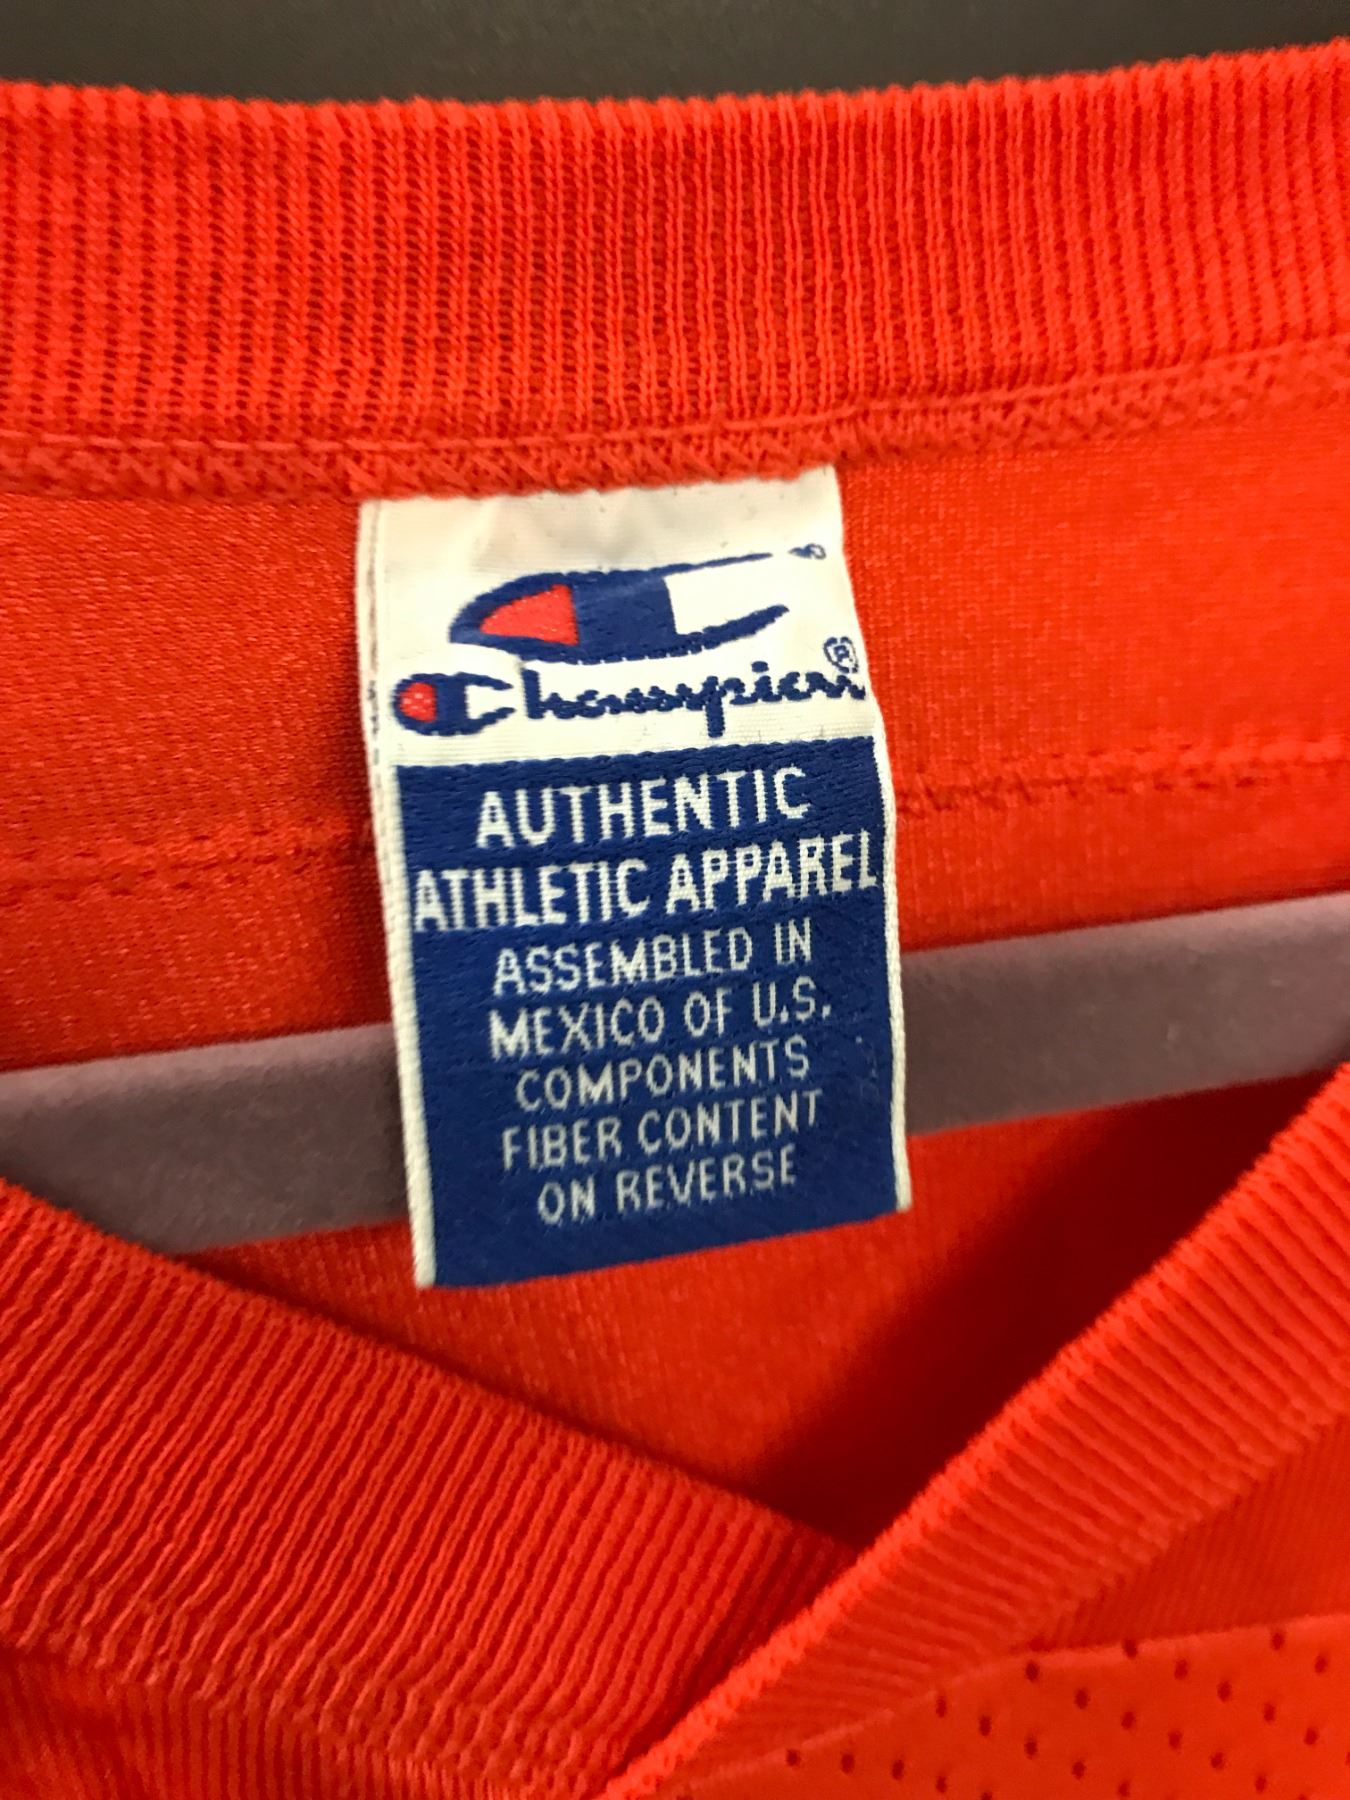 Champion®
AUTHENTIC
ATHLETIC APPAREL
ASSEMBLED IN
MEXICO OF U.S.
COMPONENTS
FIBER CONTENT
ON REVERSE